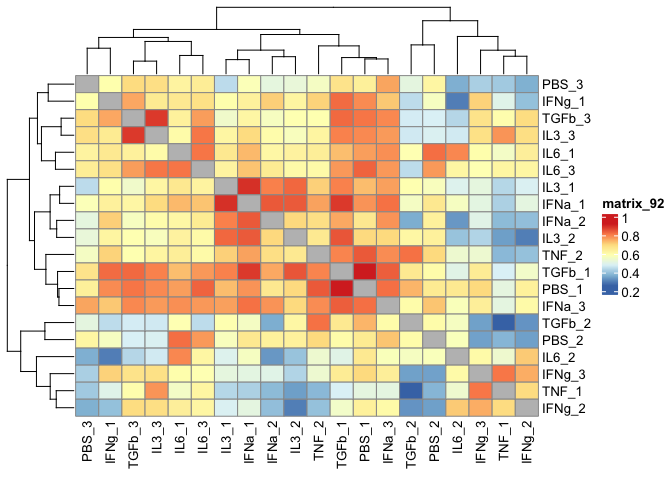 PBS_3
IFNg_1
TGFb_3
IL3_3
IL6_1
IL6_3
IL3_1
IFNa_1
IFNa_2
IL3_2
TNF_2
TGFb_1
PBS_1
IFNa_3
TGFb_2
PBS_2
IL6_2
IFNg_3
TNF_1
IFNg_2
matrix_92
1
0.8
0.6
0.4
0.2
PBS_3
IFNg_1
TGFb_3
IL3_3
IL6_1
IL6_3
IL3_1
IFNa_1
IFNa_2
IL3_2
TNF_2
TGFb_1
PBS_1
IFNa_3
TGFb_2
PBS_2
IL6_2
IFNg_3
TNF_1
IFNg_2